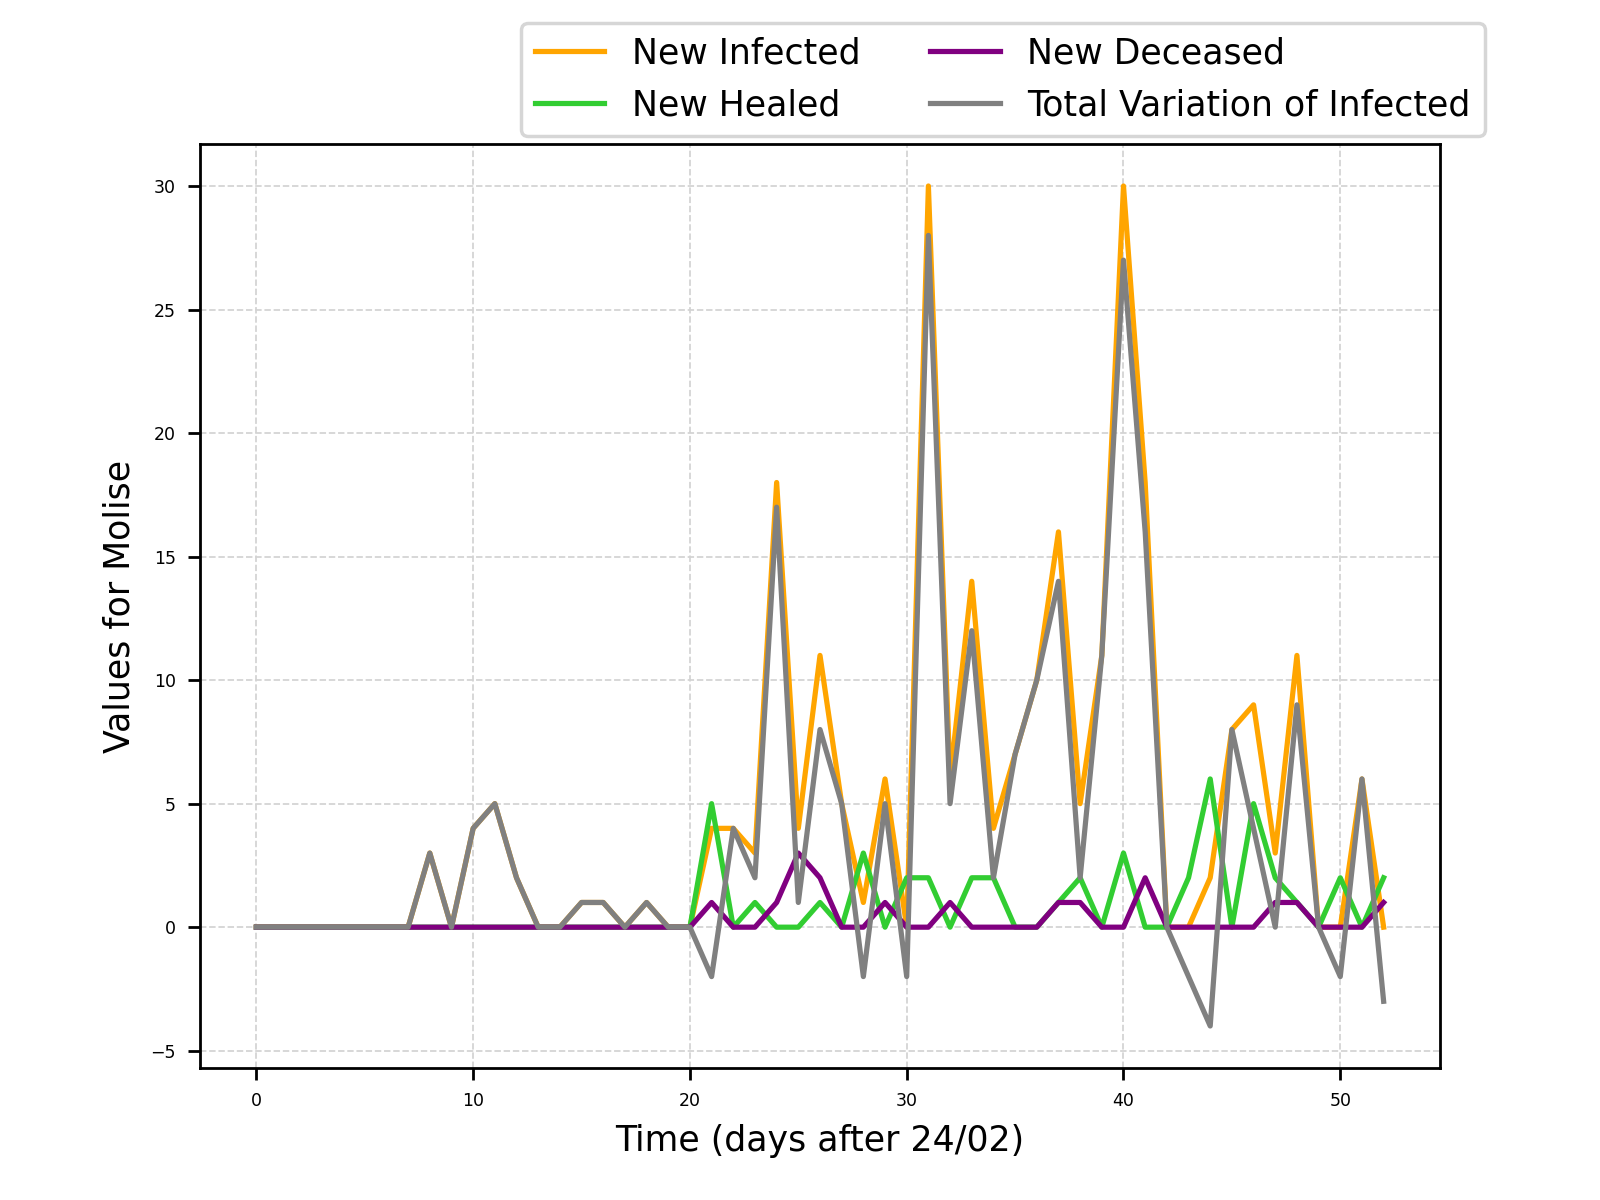 New Infected
New Healed
New Deceased
Total Variation of Infected
30
25
20
15
10
5
0
−5
Values for Molise
0 10 20 30 40 50
Time (days after 24/02)